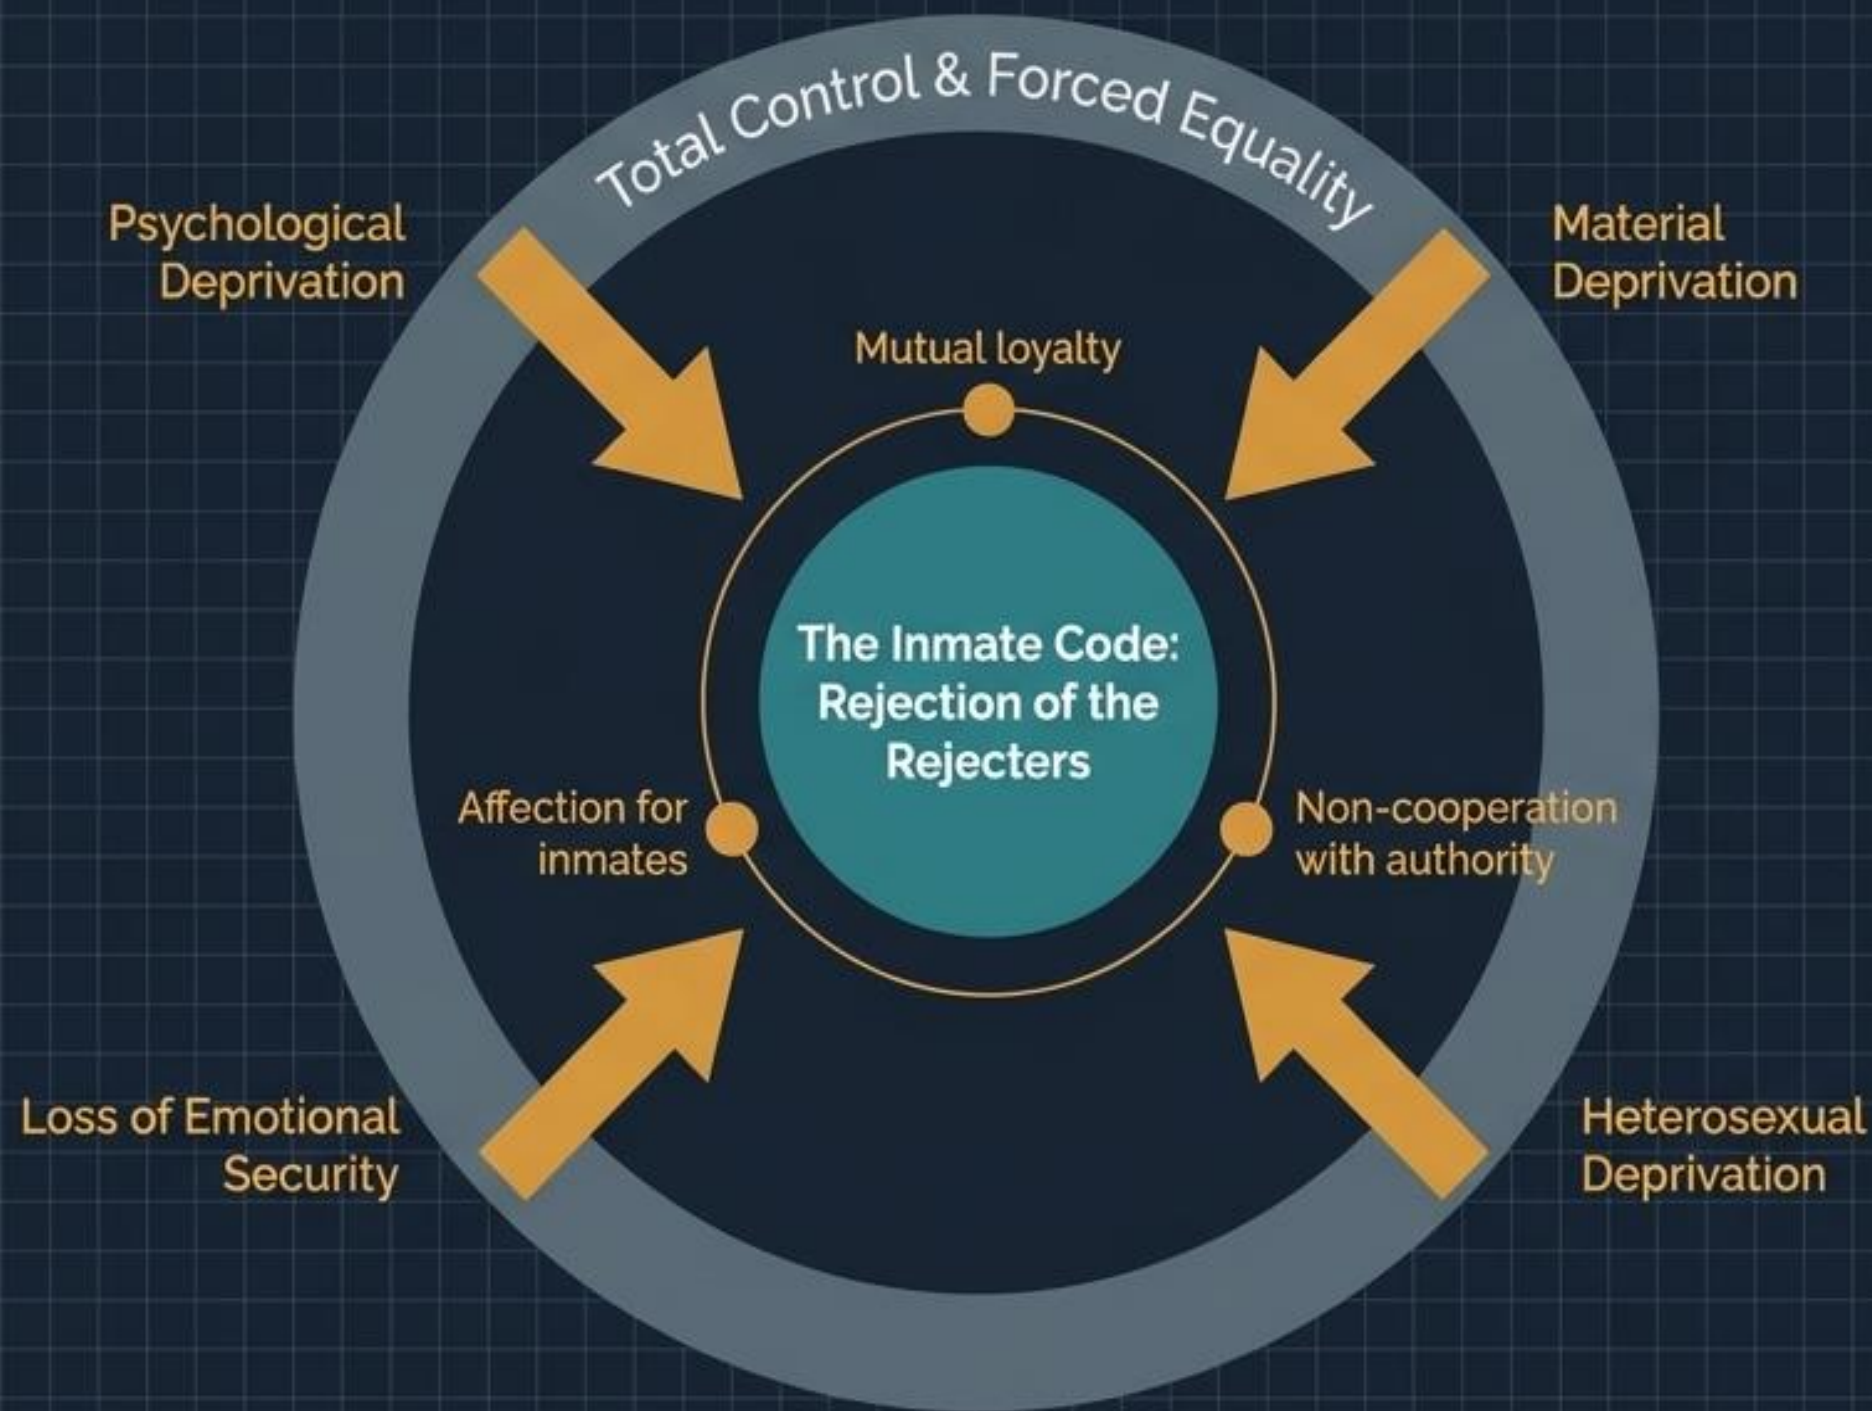 Total Control & Forced Equality
Psychological
Deprivation
Material
Deprivation
Mutual loyalty
The Inmate Code:
Rejection of the
Rejecters
Affection for
inmates
Non-cooperation
with authority
Loss of Emotional
Security
Heterosexual
Deprivation